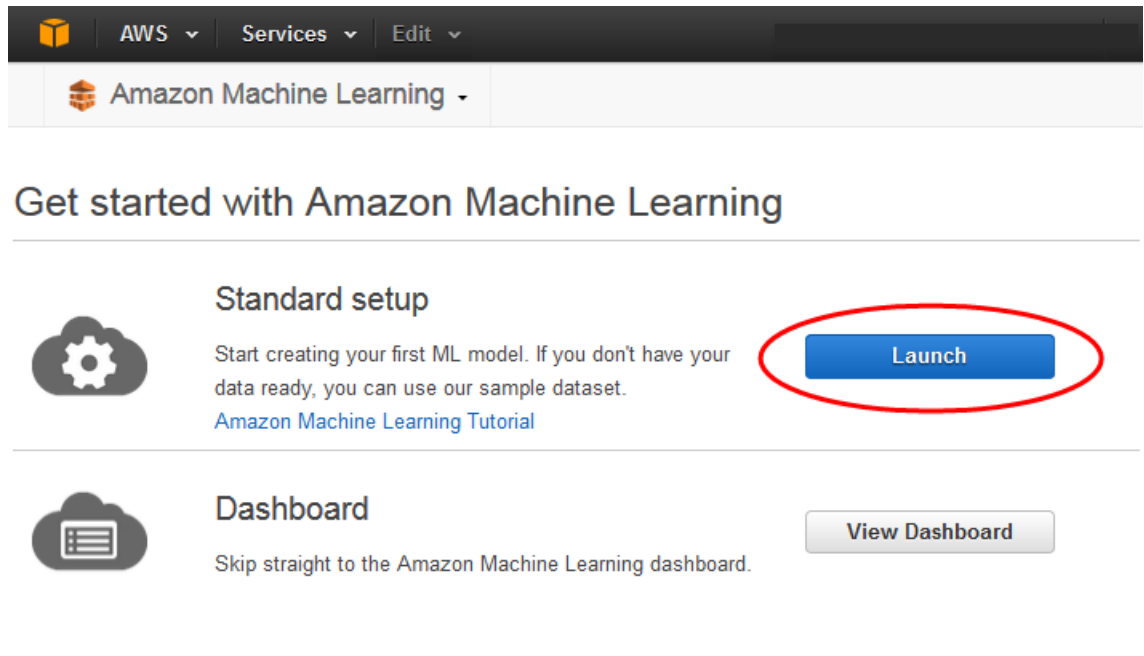 AWS Services Edit
Amazon Machine Learning
Get started with Amazon Machine Learning
Standard setup
Start creating your first ML model. If you don't have your
data ready, you can use our sample dataset.
Amazon Machine Learning Tutorial
Launch
Dashboard
Skip straight to the Amazon Machine Learning dashboard.
View Dashboard